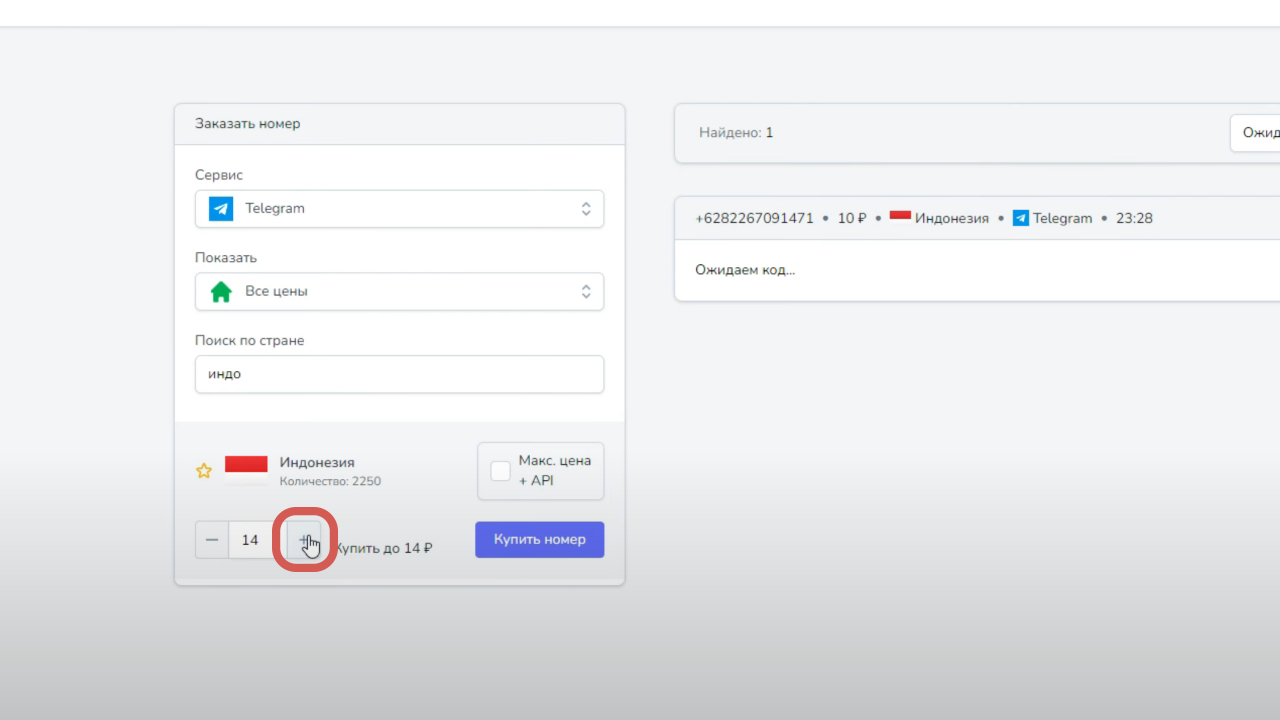 Заказать номер
Сервис
Telegram
Показать
Все цены
Поиск по стране
индо
Индонезия
Количество: 2250
Макс. цена
+ API
14
Купить до 14 ₽
Купить номер
Найдено: 1
+6282267091471 • 10 ₽ • Индонезия • Telegram • 23:28
Ожидаем код...